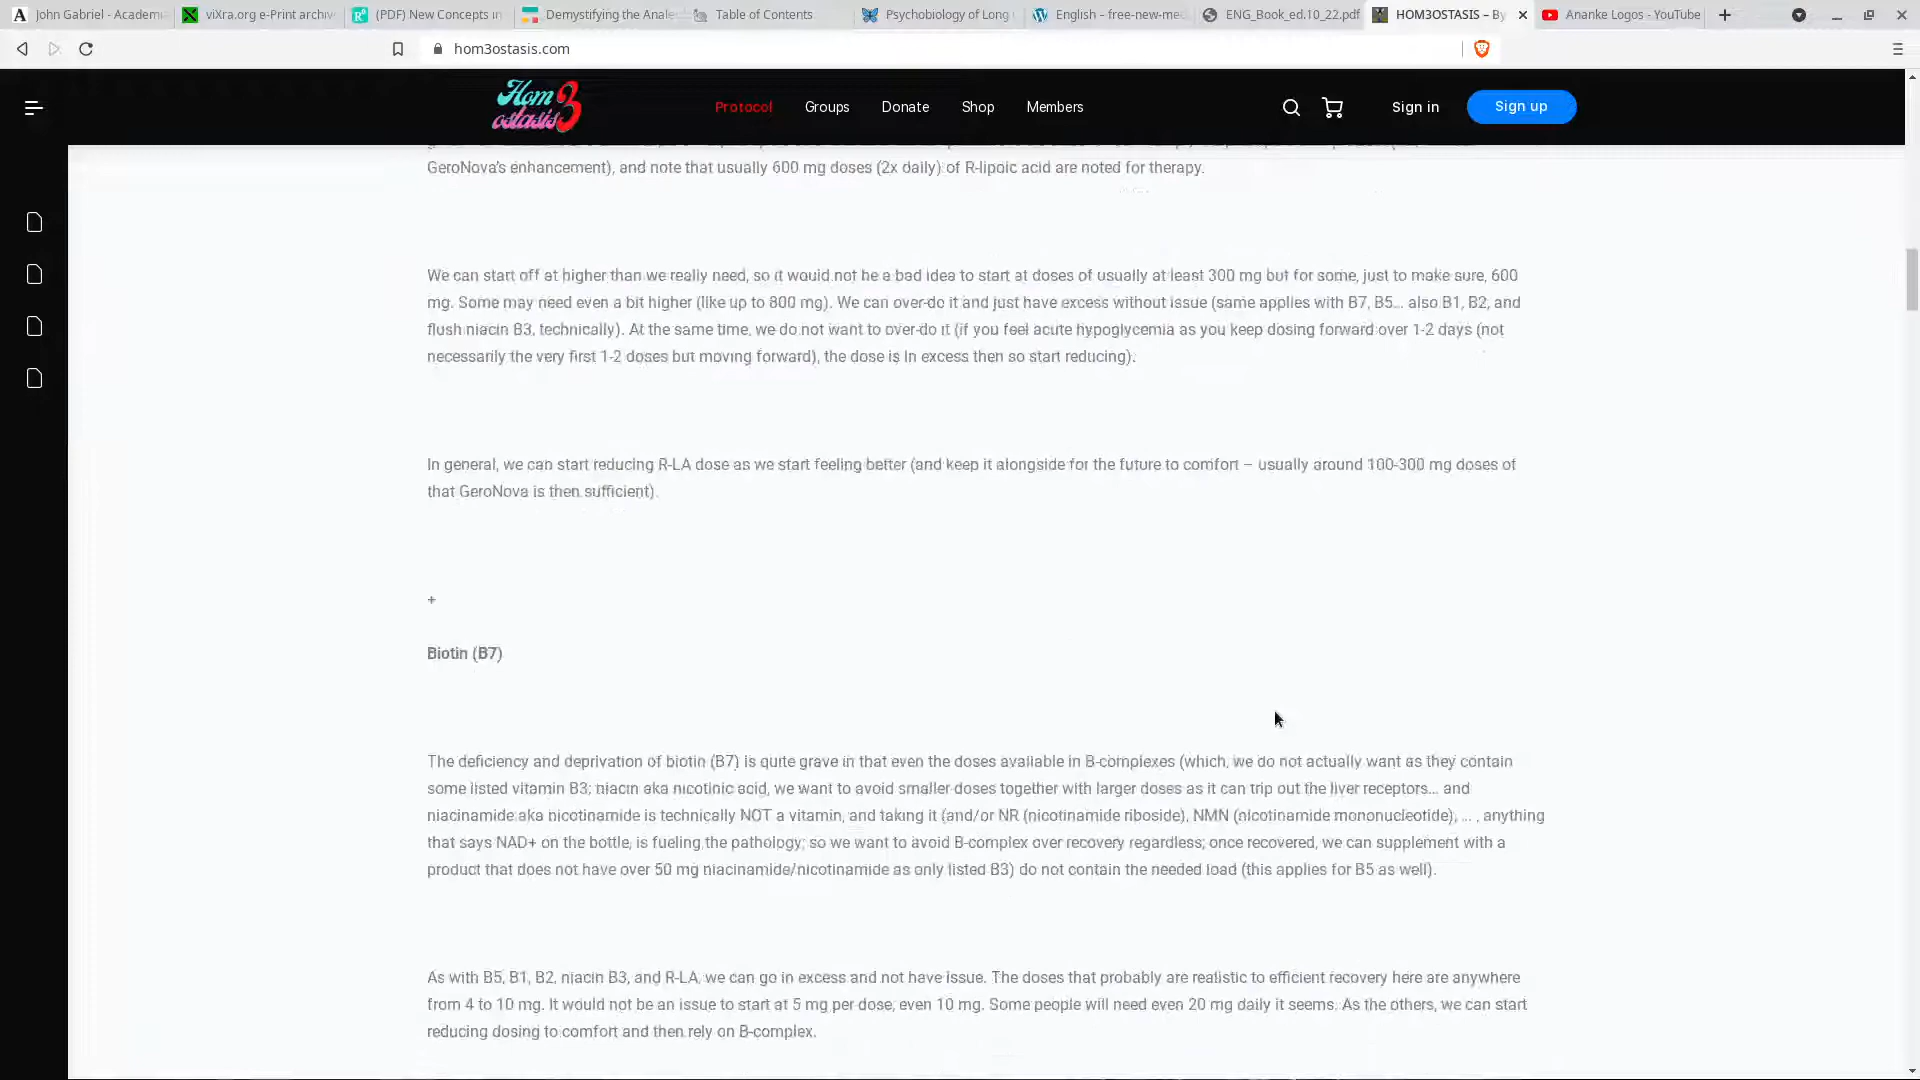 John Gabriel - Academi
viXra.org e-Print archiv
(PDF) New Concepts in
Demystifying the Anale
Table of Contents
Psychobiology of Long
English – free-new-med
ENG_Book_ed.10_22.pdf
HOM3OSTASIS – By
Ananke Logos - YouTube
hom3ostasis.com
Hom3ostasis
Protocol
Groups
Donate
Shop
Members
Sign in
Sign up
GeroNova's enhancement), and note that usually 600 mg doses (2x daily) of R-lipoic acid are noted for therapy.
We can start off at higher than we really need, so it would not be a bad idea to start at doses of usually at least 300 mg but for some, just to make sure, 600
mg. Some may need even a bit higher (like up to 800 mg). We can over-do it and just have excess without issue (same applies with B7, B5... also B1, B2, and
flush niacin B3, technically). At the same time, we do not want to over-do it (if you feel acute hypoglycemia as you keep dosing forward over 1-2 days (not
necessarily the very first 1-2 doses but moving forward), the dose is in excess then so start reducing).
In general, we can start reducing R-LA dose as we start feeling better (and keep it alongside for the future to comfort – usually around 100-300 mg doses of
that GeroNova is then sufficient).
+
Biotin (B7)
The deficiency and deprivation of biotin (B7) is quite grave in that even the doses available in B-complexes (which, we do not actually want as they contain
some listed vitamin B3; niacin aka nicotinic acid, we want to avoid smaller doses together with larger doses as it can trip out the liver receptors... and
niacinamide aka nicotinamide is technically NOT a vitamin, and taking it (and/or NR (nicotinamide riboside), NMN (nicotinamide mononucleotide), ... , anything
that says NAD+ on the bottle, is fueling the pathology; so we want to avoid B-complex over recovery regardless; once recovered, we can supplement with a
product that does not have over 50 mg niacinamide/nicotinamide as only listed B3) do not contain the needed load (this applies for B5 as well).
As with B5, B1, B2, niacin B3, and R-LA, we can go in excess and not have issue. The doses that probably are realistic to efficient recovery here are anywhere
from 4 to 10 mg. It would not be an issue to start at 5 mg per dose, even 10 mg. Some people will need even 20 mg daily it seems. As the others, we can start
reducing dosing to comfort and then rely on B-complex.